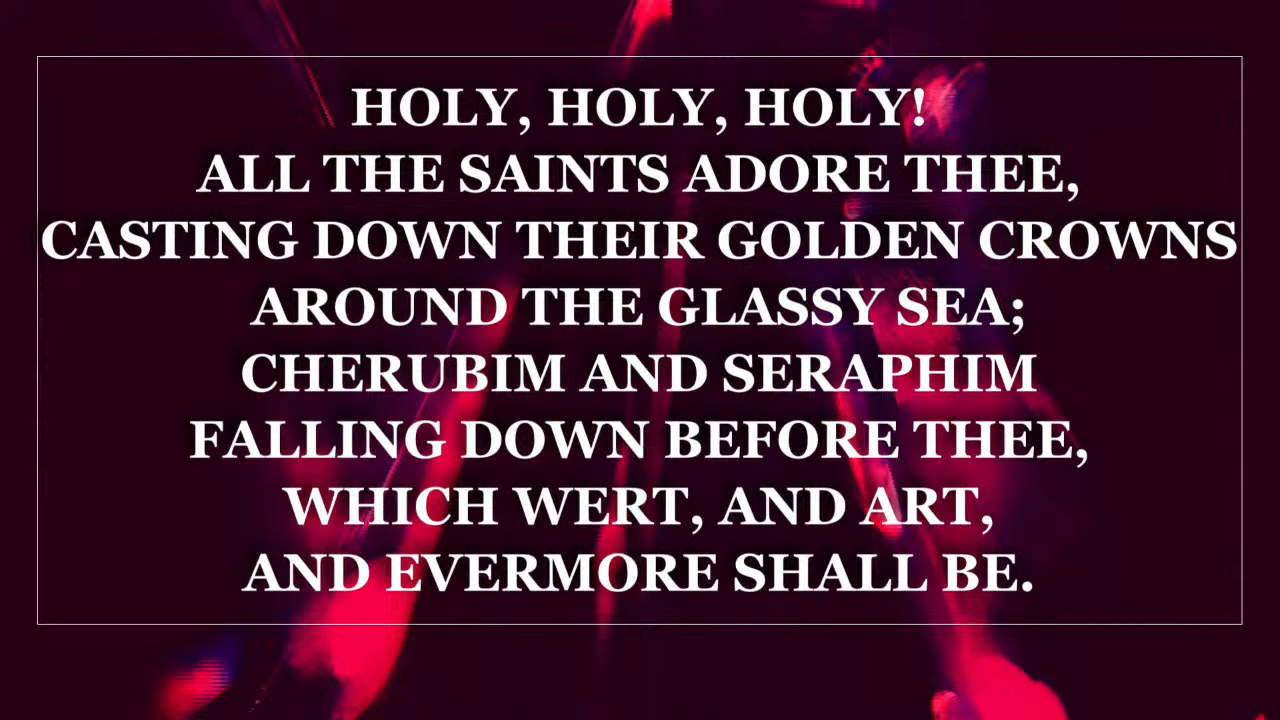 HOLY, HOLY, HOLY!
ALL THE SAINTS ADORE THEE,
CASTING DOWN THEIR GOLDEN CROWNS
AROUND THE GLASSY SEA;
CHERUBIM AND SERAPHIM
FALLING DOWN BEFORE THEE,
WHICH WERT, AND ART,
AND EVERMORE SHALL BE.